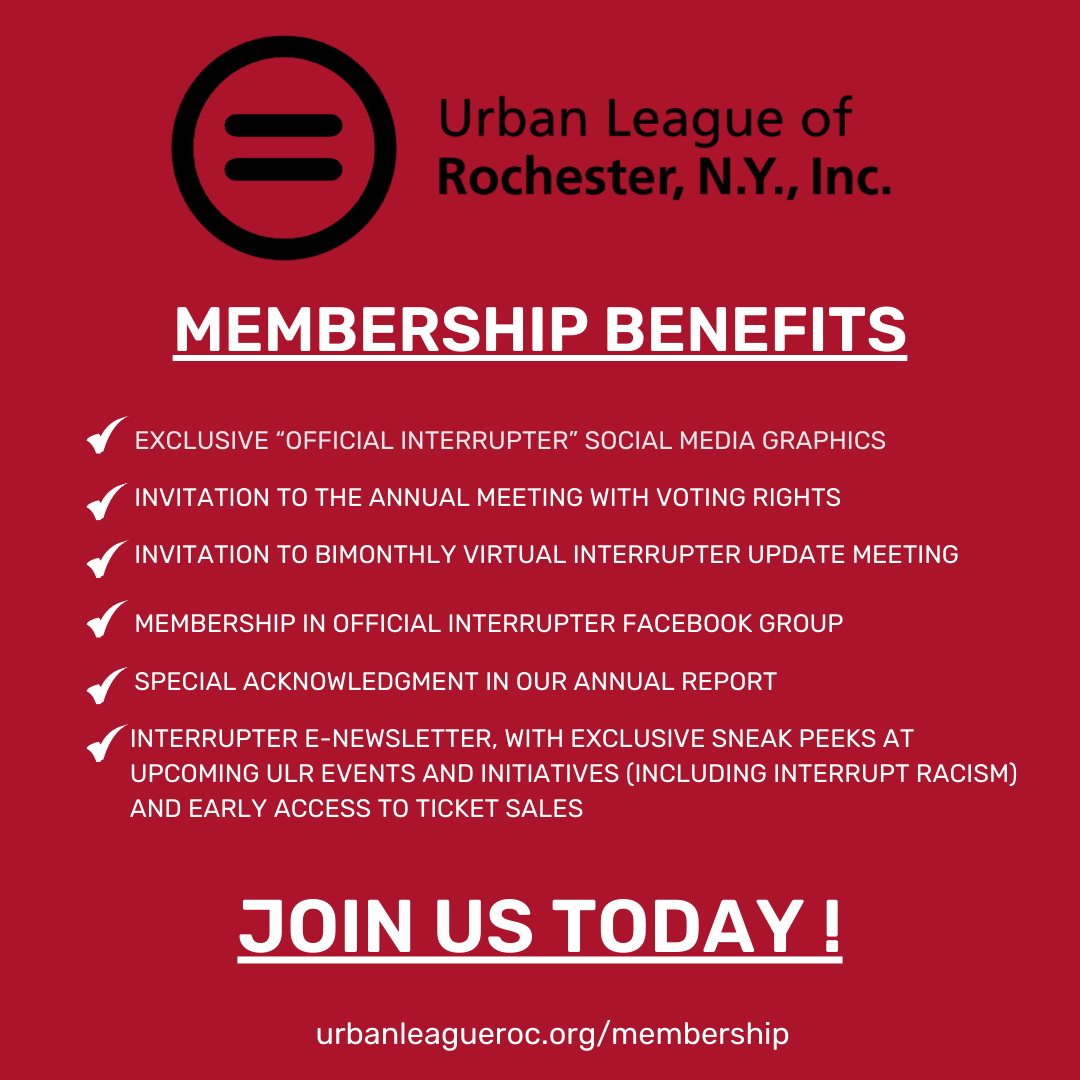 Urban League of
Rochester, N.Y., Inc.
MEMBERSHIP BENEFITS
EXCLUSIVE “OFFICIAL INTERRUPTER” SOCIAL MEDIA GRAPHICS
INVITATION TO THE ANNUAL MEETING WITH VOTING RIGHTS
INVITATION TO BIMONTHLY VIRTUAL INTERRUPTER UPDATE MEETING
MEMBERSHIP IN OFFICIAL INTERRUPTER FACEBOOK GROUP
SPECIAL ACKNOWLEDGMENT IN OUR ANNUAL REPORT
INTERRUPTER E-NEWSLETTER, WITH EXCLUSIVE SNEAK PEEKS AT
UPCOMING ULR EVENTS AND INITIATIVES (INCLUDING INTERRUPT RACISM)
AND EARLY ACCESS TO TICKET SALES
JOIN US TODAY !
urbanleagueroc.org/membership